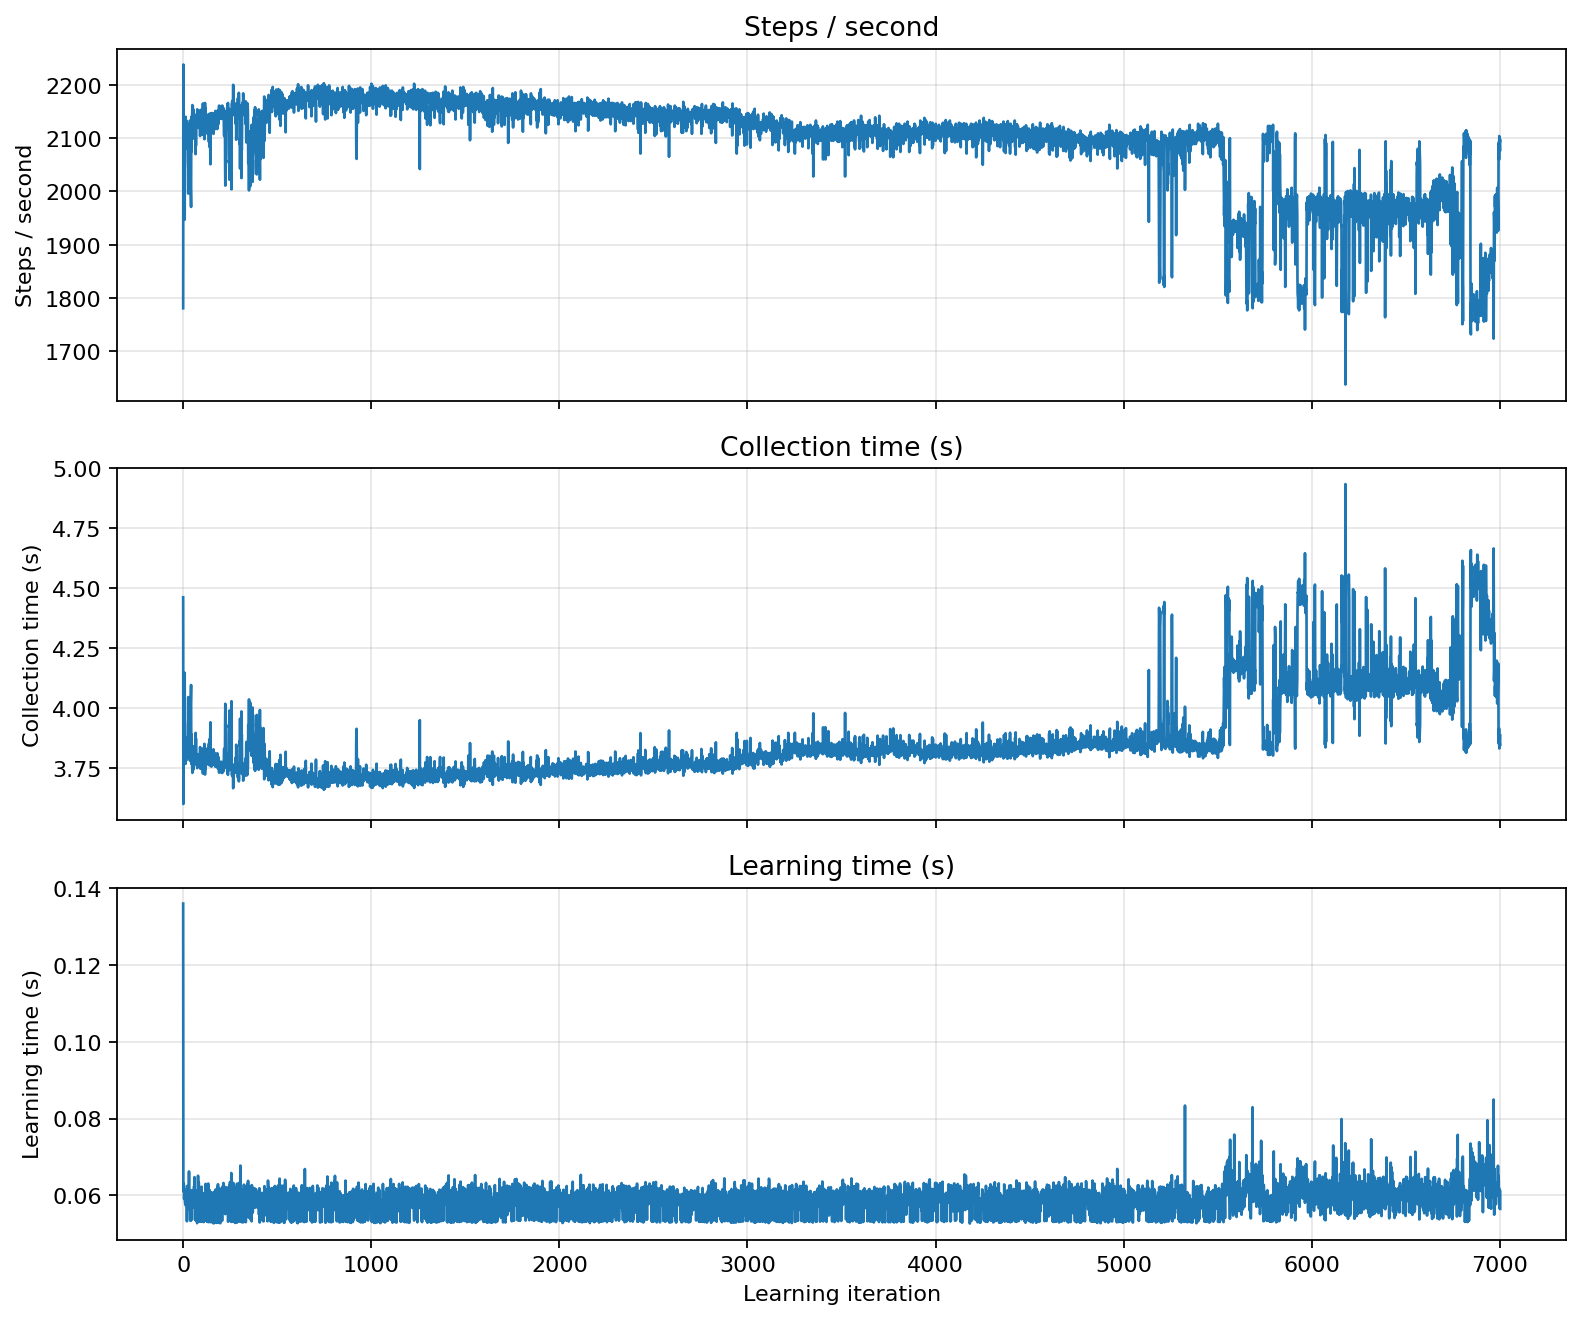 Steps / second
2200
2100
2000
1900
1800
1700
Steps / second
Collection time (s)
5.00
4.75
4.50
4.25
4.00
3.75
Collection time (s)
Learning time (s)
0.14
0.12
0.10
0.08
0.06
Learning time (s)
0 1000 2000 3000 4000 5000 6000 7000
Learning iteration